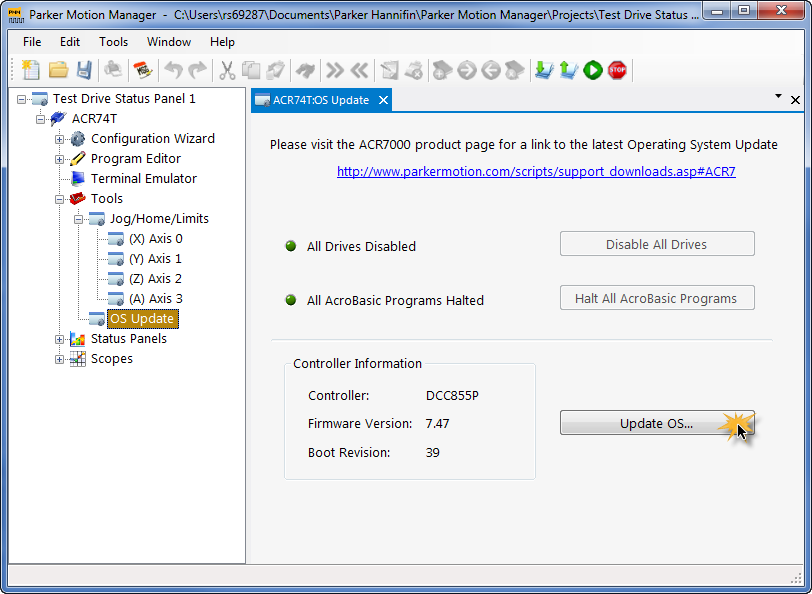 Parker Motion Manager - C:\Users\rs69287\Documents\Parker Hannifin\Parker Motion Manager\Projects\Test Drive Status ...
File Edit Tools Window Help
STOP
Test Drive Status Panel 1
ACR74T
Configuration Wizard
Program Editor
Terminal Emulator
Tools
Jog/Home/Limits
(X) Axis 0
(Y) Axis 1
(Z) Axis 2
(A) Axis 3
OS Update
Status Panels
Scopes
ACR74T:OS Update
Please visit the ACR7000 product page for a link to the latest Operating System Update
http://www.parkermotion.com/scripts/support_downloads.asp#ACR7
All Drives Disabled Disable All Drives
All AcroBasic Programs Halted Halt All AcroBasic Programs
Controller Information
Controller: DCC855P
Firmware Version: 7.47 Update OS...
Boot Revision: 39